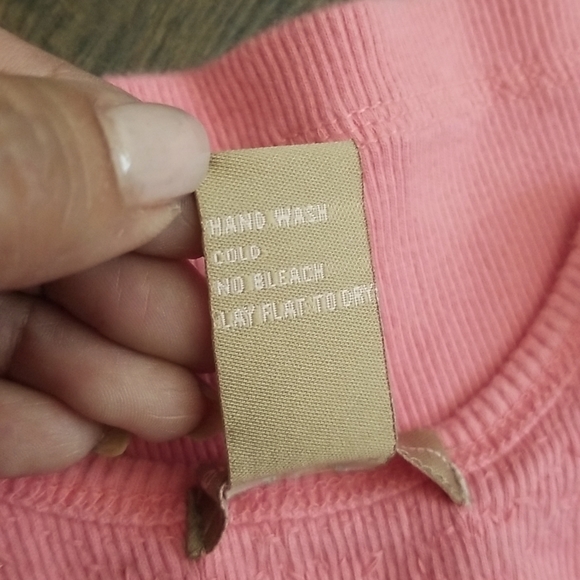 HAND WASH
COLD
NO BLEACH
LAY FLAT TO DRY